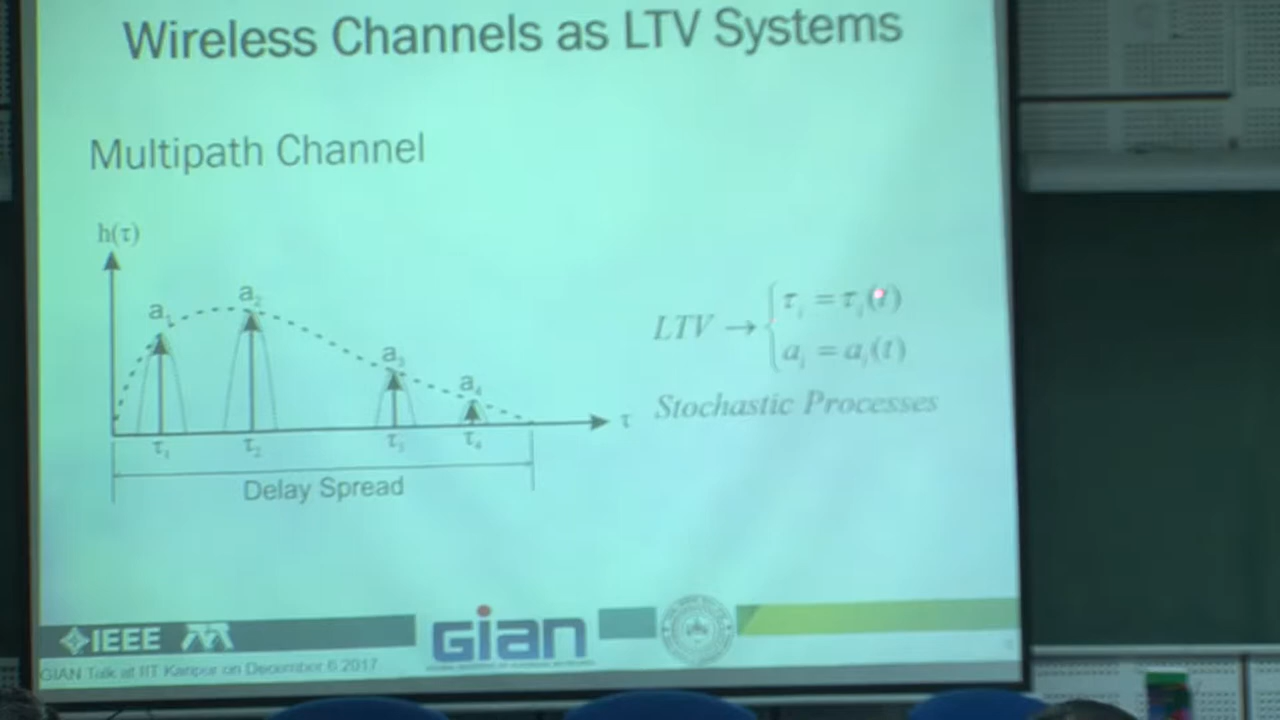 Wireless Channels as LTV Systems
Multipath Channel
h(τ)
a₁
a₂
a₃
a₄
τ
τ₁
τ₂
τ₃
τ₄
Delay Spread
LTV → { τᵢ = τᵢ(t)
aᵢ = aᵢ(t)
Stochastic Processes
IEEE
Gian
GIAN Talk at IIT Kanpur on December 6 2017